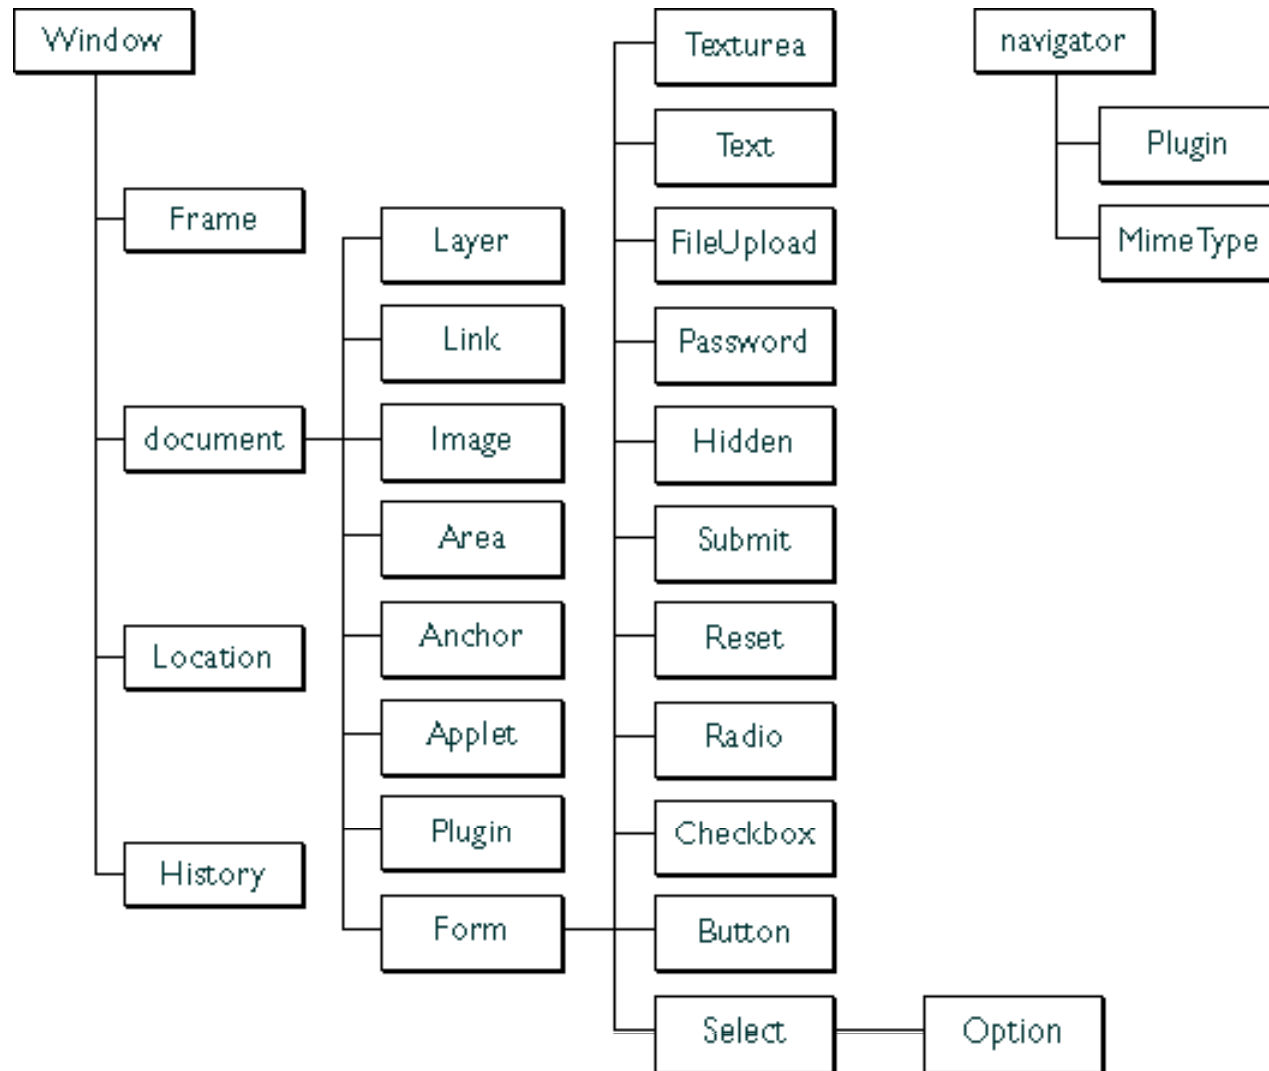 Window
Frame
document
Location
History
Layer
Link
Image
Area
Anchor
Applet
Plugin
Form
Texturea
Text
FileUpload
Password
Hidden
Submit
Reset
Radio
Checkbox
Button
Select
Option
navigator
Plugin
MimeType